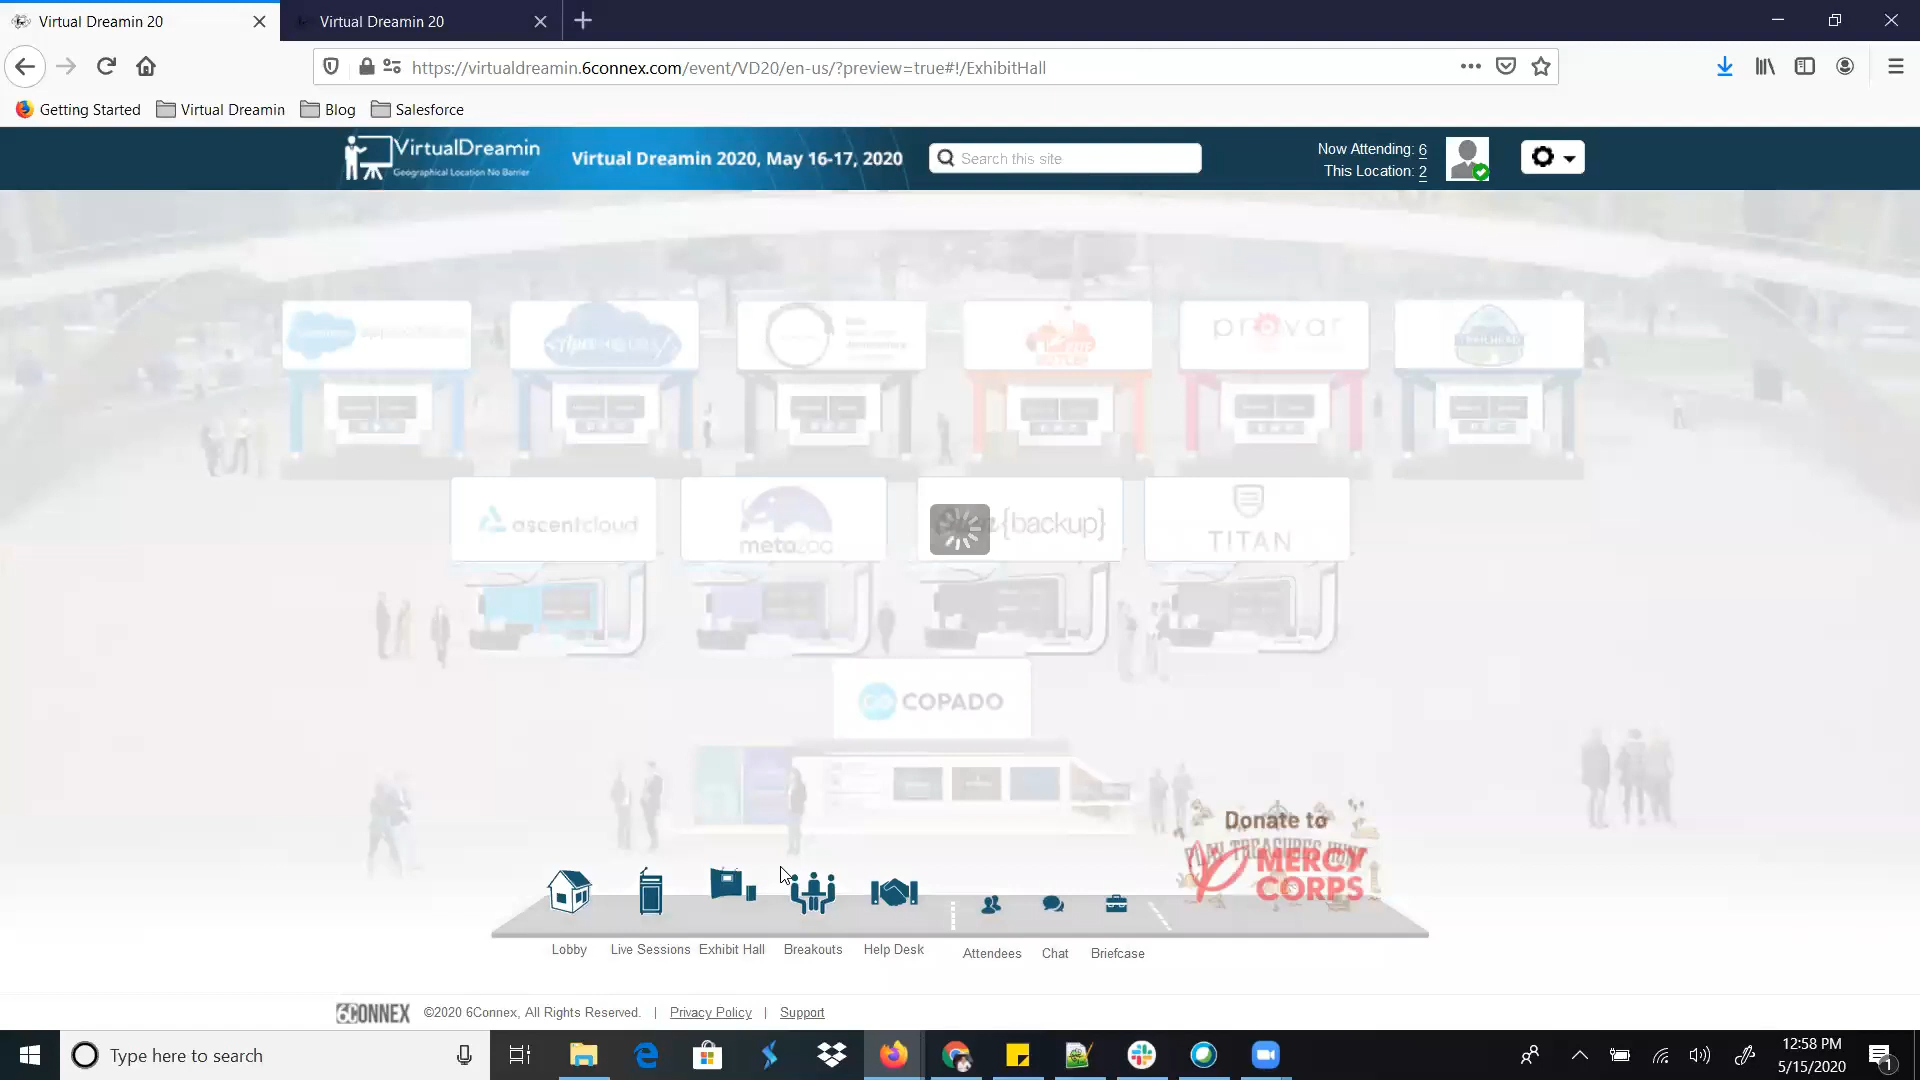 Virtual Dreamin 20
Virtual Dreamin 20
https://virtualdreamin.6connex.com/event/VD20/en-us/?preview=true#!/ExhibitHall
Getting Started
Virtual Dreamin
Blog
Salesforce
VirtualDreamin
Geographical Location No Barrier
Virtual Dreamin 2020, May 16-17, 2020
Search this site
Now Attending: 6
This Location: 2
provar
ascentcloud
metazoa
{backup}
TITAN
COPADO
Donate to
MERCY
CORPS
Lobby
Live Sessions
Exhibit Hall
Breakouts
Help Desk
Attendees
Chat
Briefcase
6CONNEX
©2020 6Connex, All Rights Reserved. | Privacy Policy | Support
Type here to search
12:58 PM
5/15/2020
1